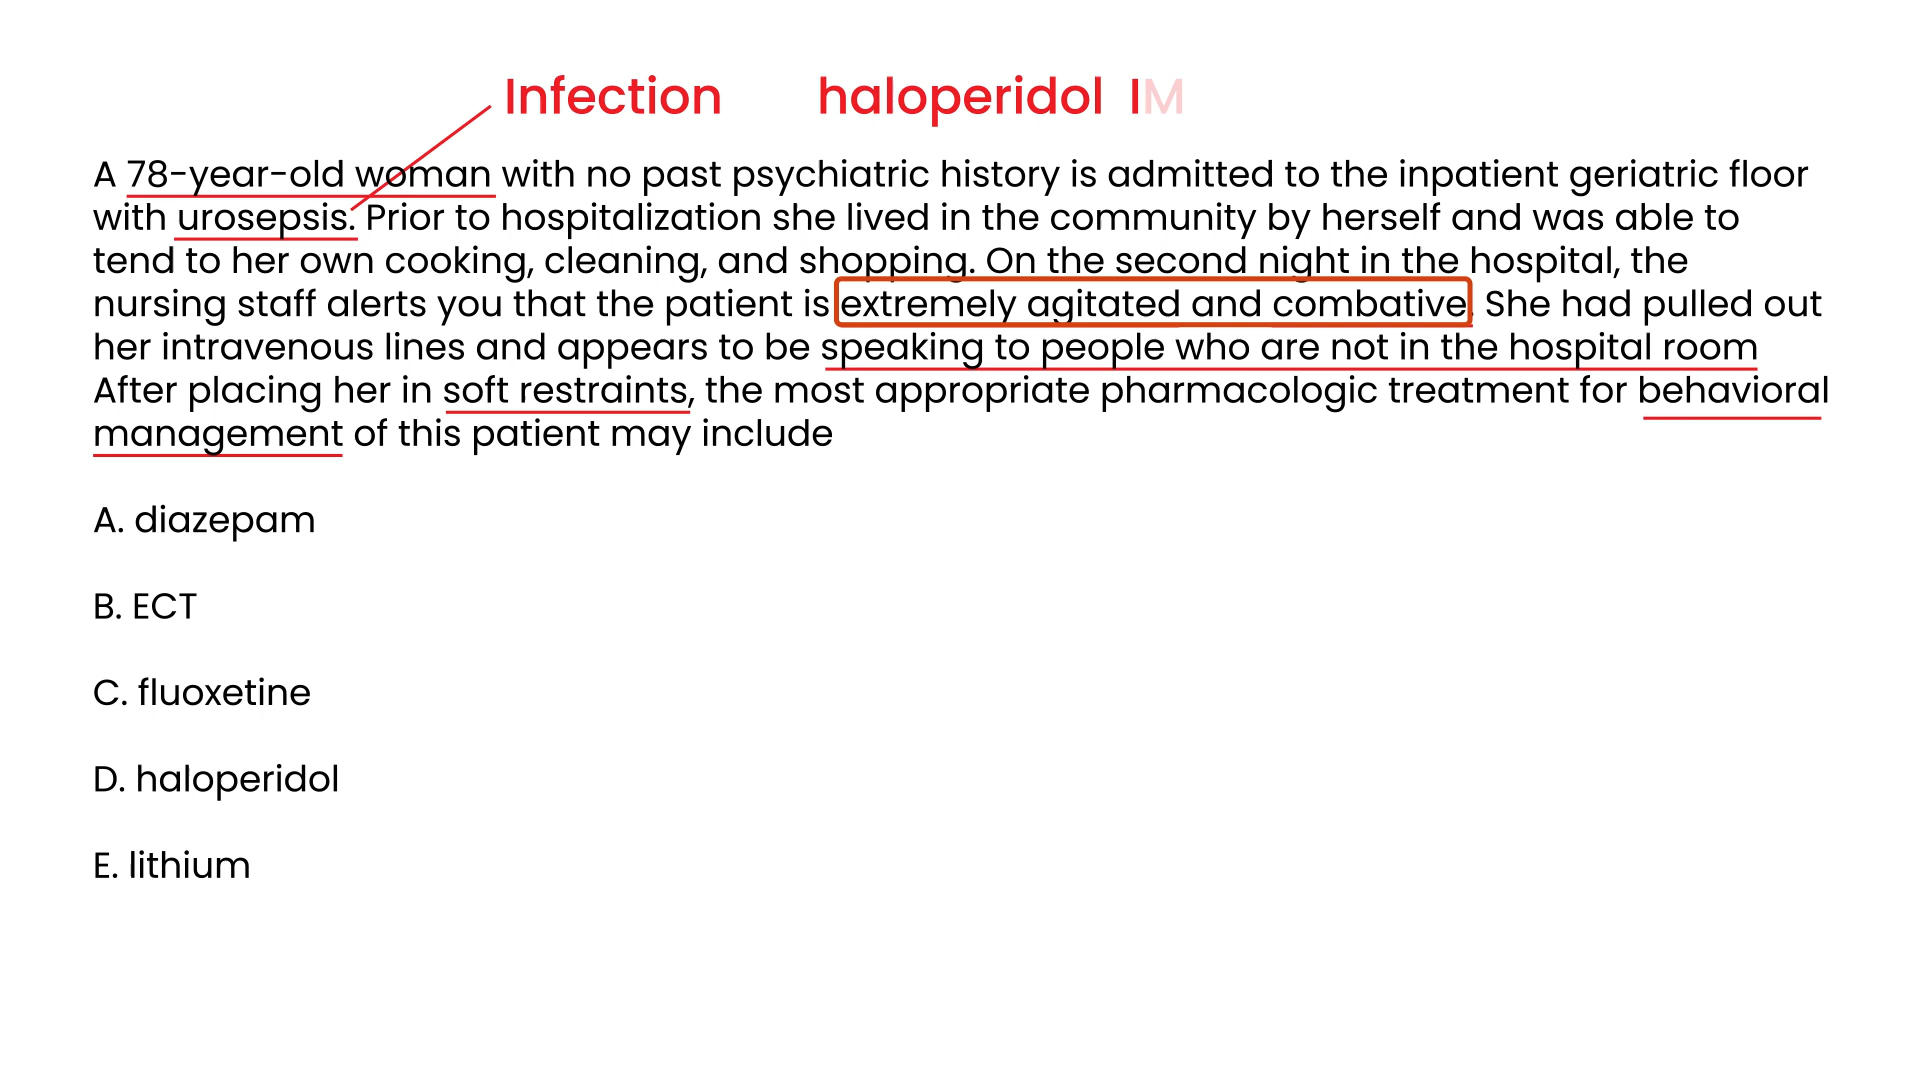 Infection haloperidol IM
A 78-year-old woman with no past psychiatric history is admitted to the inpatient geriatric floor
with urosepsis. Prior to hospitalization she lived in the community by herself and was able to
tend to her own cooking, cleaning, and shopping. On the second night in the hospital, the
nursing staff alerts you that the patient is extremely agitated and combative. She had pulled out
her intravenous lines and appears to be speaking to people who are not in the hospital room
After placing her in soft restraints, the most appropriate pharmacologic treatment for behavioral
management of this patient may include
A. diazepam
B. ECT
C. fluoxetine
D. haloperidol
E. lithium